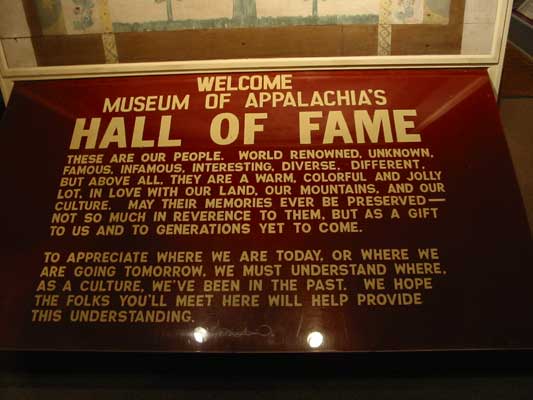 WELCOME
MUSEUM OF APPALACHIA'S
HALL OF FAME
THESE ARE OUR PEOPLE. WORLD RENOWNED, UNKNOWN,
FAMOUS, INFAMOUS, INTERESTING, DIVERSE, DIFFERENT,
BUT ABOVE ALL, THEY ARE A WARM, COLORFUL AND JOLLY
LOT, IN LOVE WITH OUR LAND, OUR MOUNTAINS, AND OUR
CULTURE. MAY THEIR MEMORIES EVER BE PRESERVED—
NOT SO MUCH IN REVERENCE TO THEM, BUT AS A GIFT
TO US AND TO GENERATIONS YET TO COME.
TO APPRECIATE WHERE WE ARE TODAY, OR WHERE WE
ARE GOING TOMORROW, WE MUST UNDERSTAND WHERE,
AS A CULTURE, WE'VE BEEN IN THE PAST. WE HOPE
THE FOLKS YOU'LL MEET HERE WILL HELP PROVIDE
THIS UNDERSTANDING.